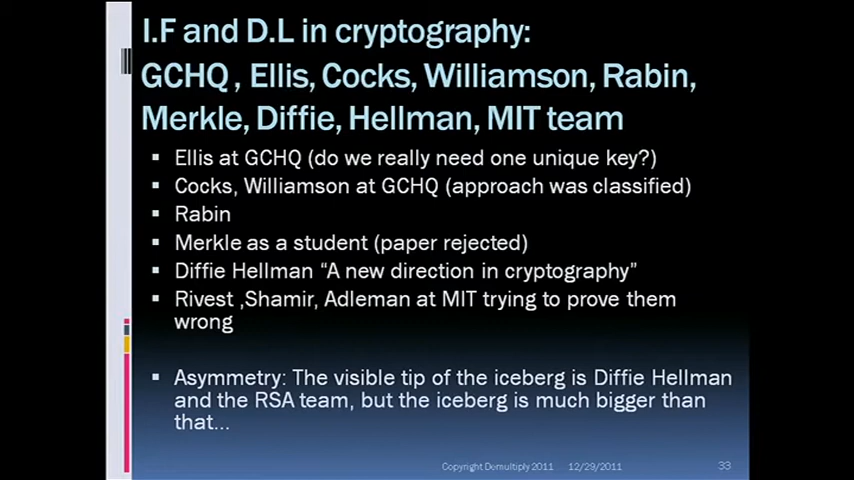 I.F and D.L in cryptography:
GCHQ , Ellis, Cocks, Williamson, Rabin,
Merkle, Diffie, Hellman, MIT team
Ellis at GCHQ (do we really need one unique key?)
Cocks, Williamson at GCHQ (approach was classified)
Rabin
Merkle as a student (paper rejected)
Diffie Hellman “A new direction in cryptography”
Rivest ,Shamir, Adleman at MIT trying to prove them
wrong
Asymmetry: The visible tip of the iceberg is Diffie Hellman
and the RSA team, but the iceberg is much bigger than
that...
Copyright Demultiply 2011 12/29/2011 33